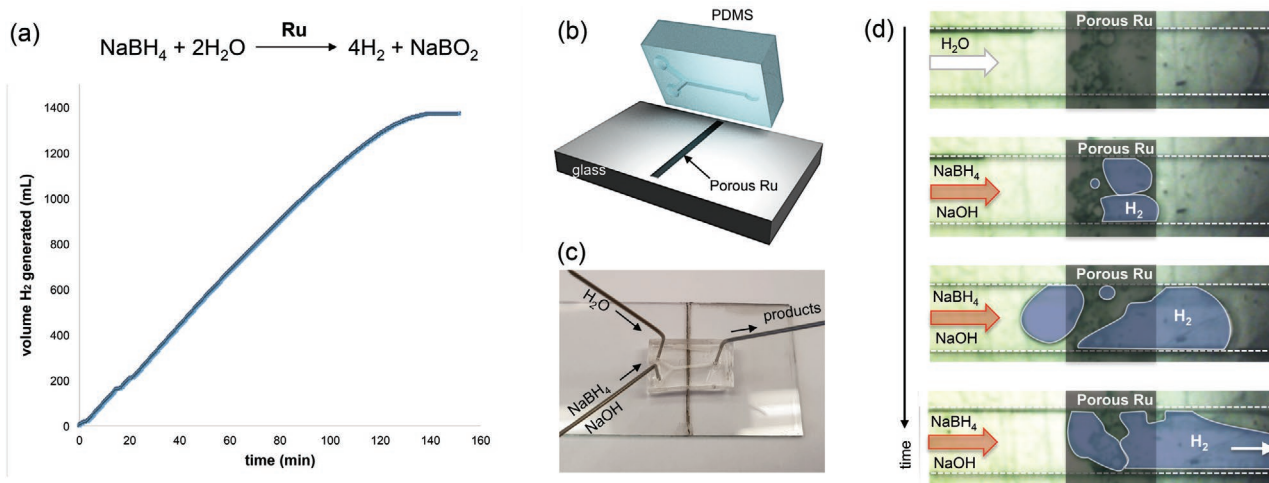 (a)
Ru
NaBH₄ + 2H₂O ⟶ 4H₂ + NaBO₂
volume H₂ generated (mL)
1400
1200
1000
800
600
400
200
0
0 20 40 60 80 100 120 140 160
time (min)
(b)
PDMS
glass
Porous Ru
(c)
H₂O
products
NaBH₄
NaOH
(d)
time
Porous Ru
H₂O
Porous Ru
NaBH₄
NaOH
H₂
Porous Ru
NaBH₄
NaOH
H₂
Porous Ru
NaBH₄
NaOH
H₂